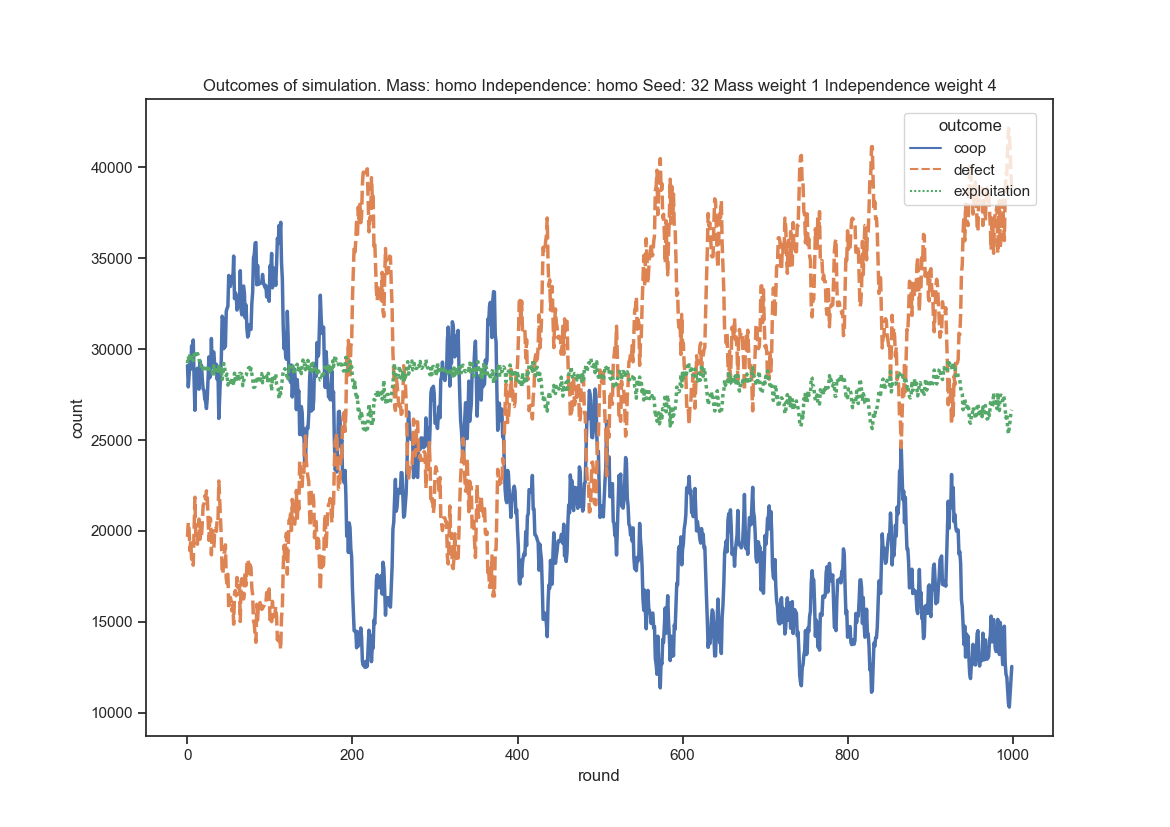 Outcomes of simulation. Mass: homo Independence: homo Seed: 32 Mass weight 1 Independence weight 4
outcome
coop
defect
exploitation
count
40000
35000
30000
25000
20000
15000
10000
0 200 400 600 800 1000
round